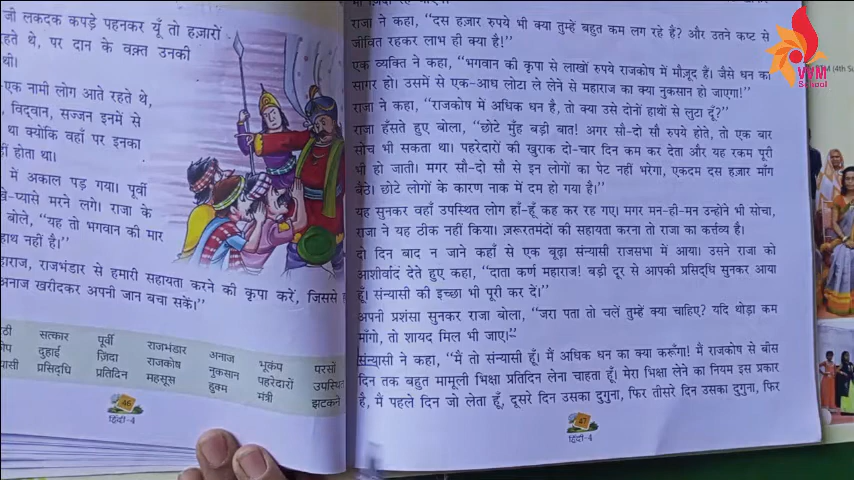 जी लकदक कपड़े पहनकर यूँ तो हज़ारों
रहते थे, पर दान के वक़्त उनकी
थी।
एक नामी लोग आते रहते थे,
विद्वान, सज्जन इनमें से
था क्योंकि वहाँ पर इनका
हीं होता था।
में अकाल पड़ गया। पूर्वी
प्यासे मरने लगे। राजा के
बोले, “यह तो भगवान की मार
हाथ नहीं है।”
हाराज, राजभंडार से हमारी सहायता करने की कृपा करें, जिससे
अनाज खरीदकर अपनी जान बचा सकें।”
सत्कार पूर्वी राजभंडार अनाज भूकंप परसों
दुहाई ज़िदा राजकोष नुकसान पहरेदारों उपस्थित
प्रसिद्धि प्रतिदिन महसूस हुक्म मंत्री झटकने
46
हिंदी-4
राजा ने कहा, “दस हज़ार रुपये भी क्या तुम्हें बहुत कम लग रहे हैं? और उतने कष्ट से
जीवित रहकर लाभ ही क्या है!”
एक व्यक्ति ने कहा, “भगवान की कृपा से लाखों रुपये राजकोष में मौज़ूद हैं। जैसे धन का
सागर हो। उसमें से एक-आध लोटा ले लेने से महाराज का क्या नुकसान हो जाएगा!”
राजा ने कहा, “राजकोष में अधिक धन है, तो क्या उसे दोनों हाथों से लुटा दूँ?”
राजा हँसते हुए बोला, “छोटे मुँह बड़ी बात! अगर सौ-दो सौ रुपये होते, तो एक बार
सोच भी सकता था। पहरेदारों की खुराक दो-चार दिन कम कर देता और यह रकम पूरी
भी हो जाती। मगर सौ-दो सौ से इन लोगों का पेट नहीं भरेगा, एकदम दस हज़ार माँग
बैठे। छोटे लोगों के कारण नाक में दम हो गया है।”
यह सुनकर वहाँ उपस्थित लोग हाँ-हूँ कह कर रह गए। मगर मन-ही-मन उन्होंने भी सोचा,
राजा ने यह ठीक नहीं किया। ज़रूरतमंदों की सहायता करना तो राजा का कर्तव्य है।
दो दिन बाद न जाने कहाँ से एक बूढ़ा संन्यासी राजसभा में आया। उसने राजा को
आशीर्वाद देते हुए कहा, “दाता कर्ण महाराज! बड़ी दूर से आपकी प्रसिद्धि सुनकर आया
हूँ। संन्यासी की इच्छा भी पूरी कर दें।”
अपनी प्रशंसा सुनकर राजा बोला, “जरा पता तो चले तुम्हें क्या चाहिए? यदि थोड़ा कम
माँगो, तो शायद मिल भी जाए।”
संन्यासी ने कहा, “मैं तो संन्यासी हूँ। मैं अधिक धन का क्या करूँगा! मैं राजकोष से बीस
दिन तक बहुत मामूली भिक्षा प्रतिदिन लेना चाहता हूँ। मेरा भिक्षा लेने का नियम इस प्रकार
है, मैं पहले दिन जो लेता हूँ, दूसरे दिन उसका दुगुना, फिर तीसरे दिन उसका दुगुना, फिर
47
हिंदी-4
VVM
School
(4th